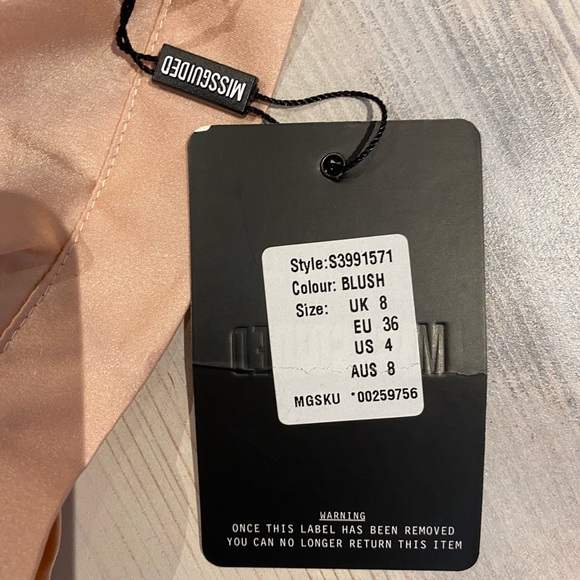 MISSGUIDED
Style:S3991571
Colour: BLUSH
Size: UK 8
EU 36
US 4
AUS 8
MGSKU *00259756
WARNING
ONCE THIS LABEL HAS BEEN REMOVED
YOU CAN NO LONGER RETURN THIS ITEM